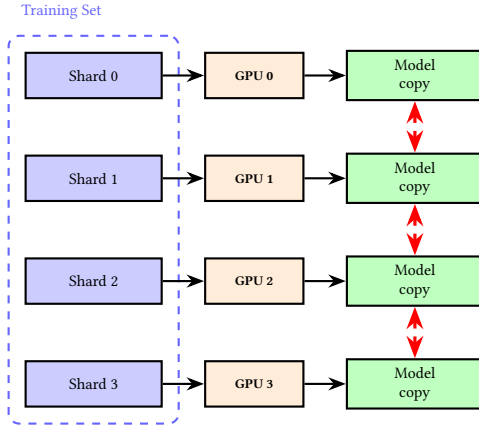 Training Set
Shard 0
GPU 0
Model
copy
Shard 1
GPU 1
Model
copy
Shard 2
GPU 2
Model
copy
Shard 3
GPU 3
Model
copy